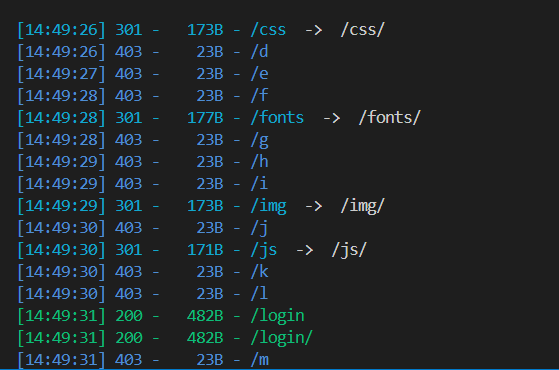 [14:49:26] 301 -   173B - /css  ->  /css/
[14:49:26] 403 -    23B - /d
[14:49:27] 403 -    23B - /e
[14:49:28] 403 -    23B - /f
[14:49:28] 301 -   177B - /fonts  ->  /fonts/
[14:49:28] 403 -    23B - /g
[14:49:29] 403 -    23B - /h
[14:49:29] 403 -    23B - /i
[14:49:29] 301 -   173B - /img  ->  /img/
[14:49:30] 403 -    23B - /j
[14:49:30] 301 -   171B - /js  ->  /js/
[14:49:30] 403 -    23B - /k
[14:49:30] 403 -    23B - /l
[14:49:31] 200 -   482B - /login
[14:49:31] 200 -   482B - /login/
[14:49:31] 403 -    23B - /m